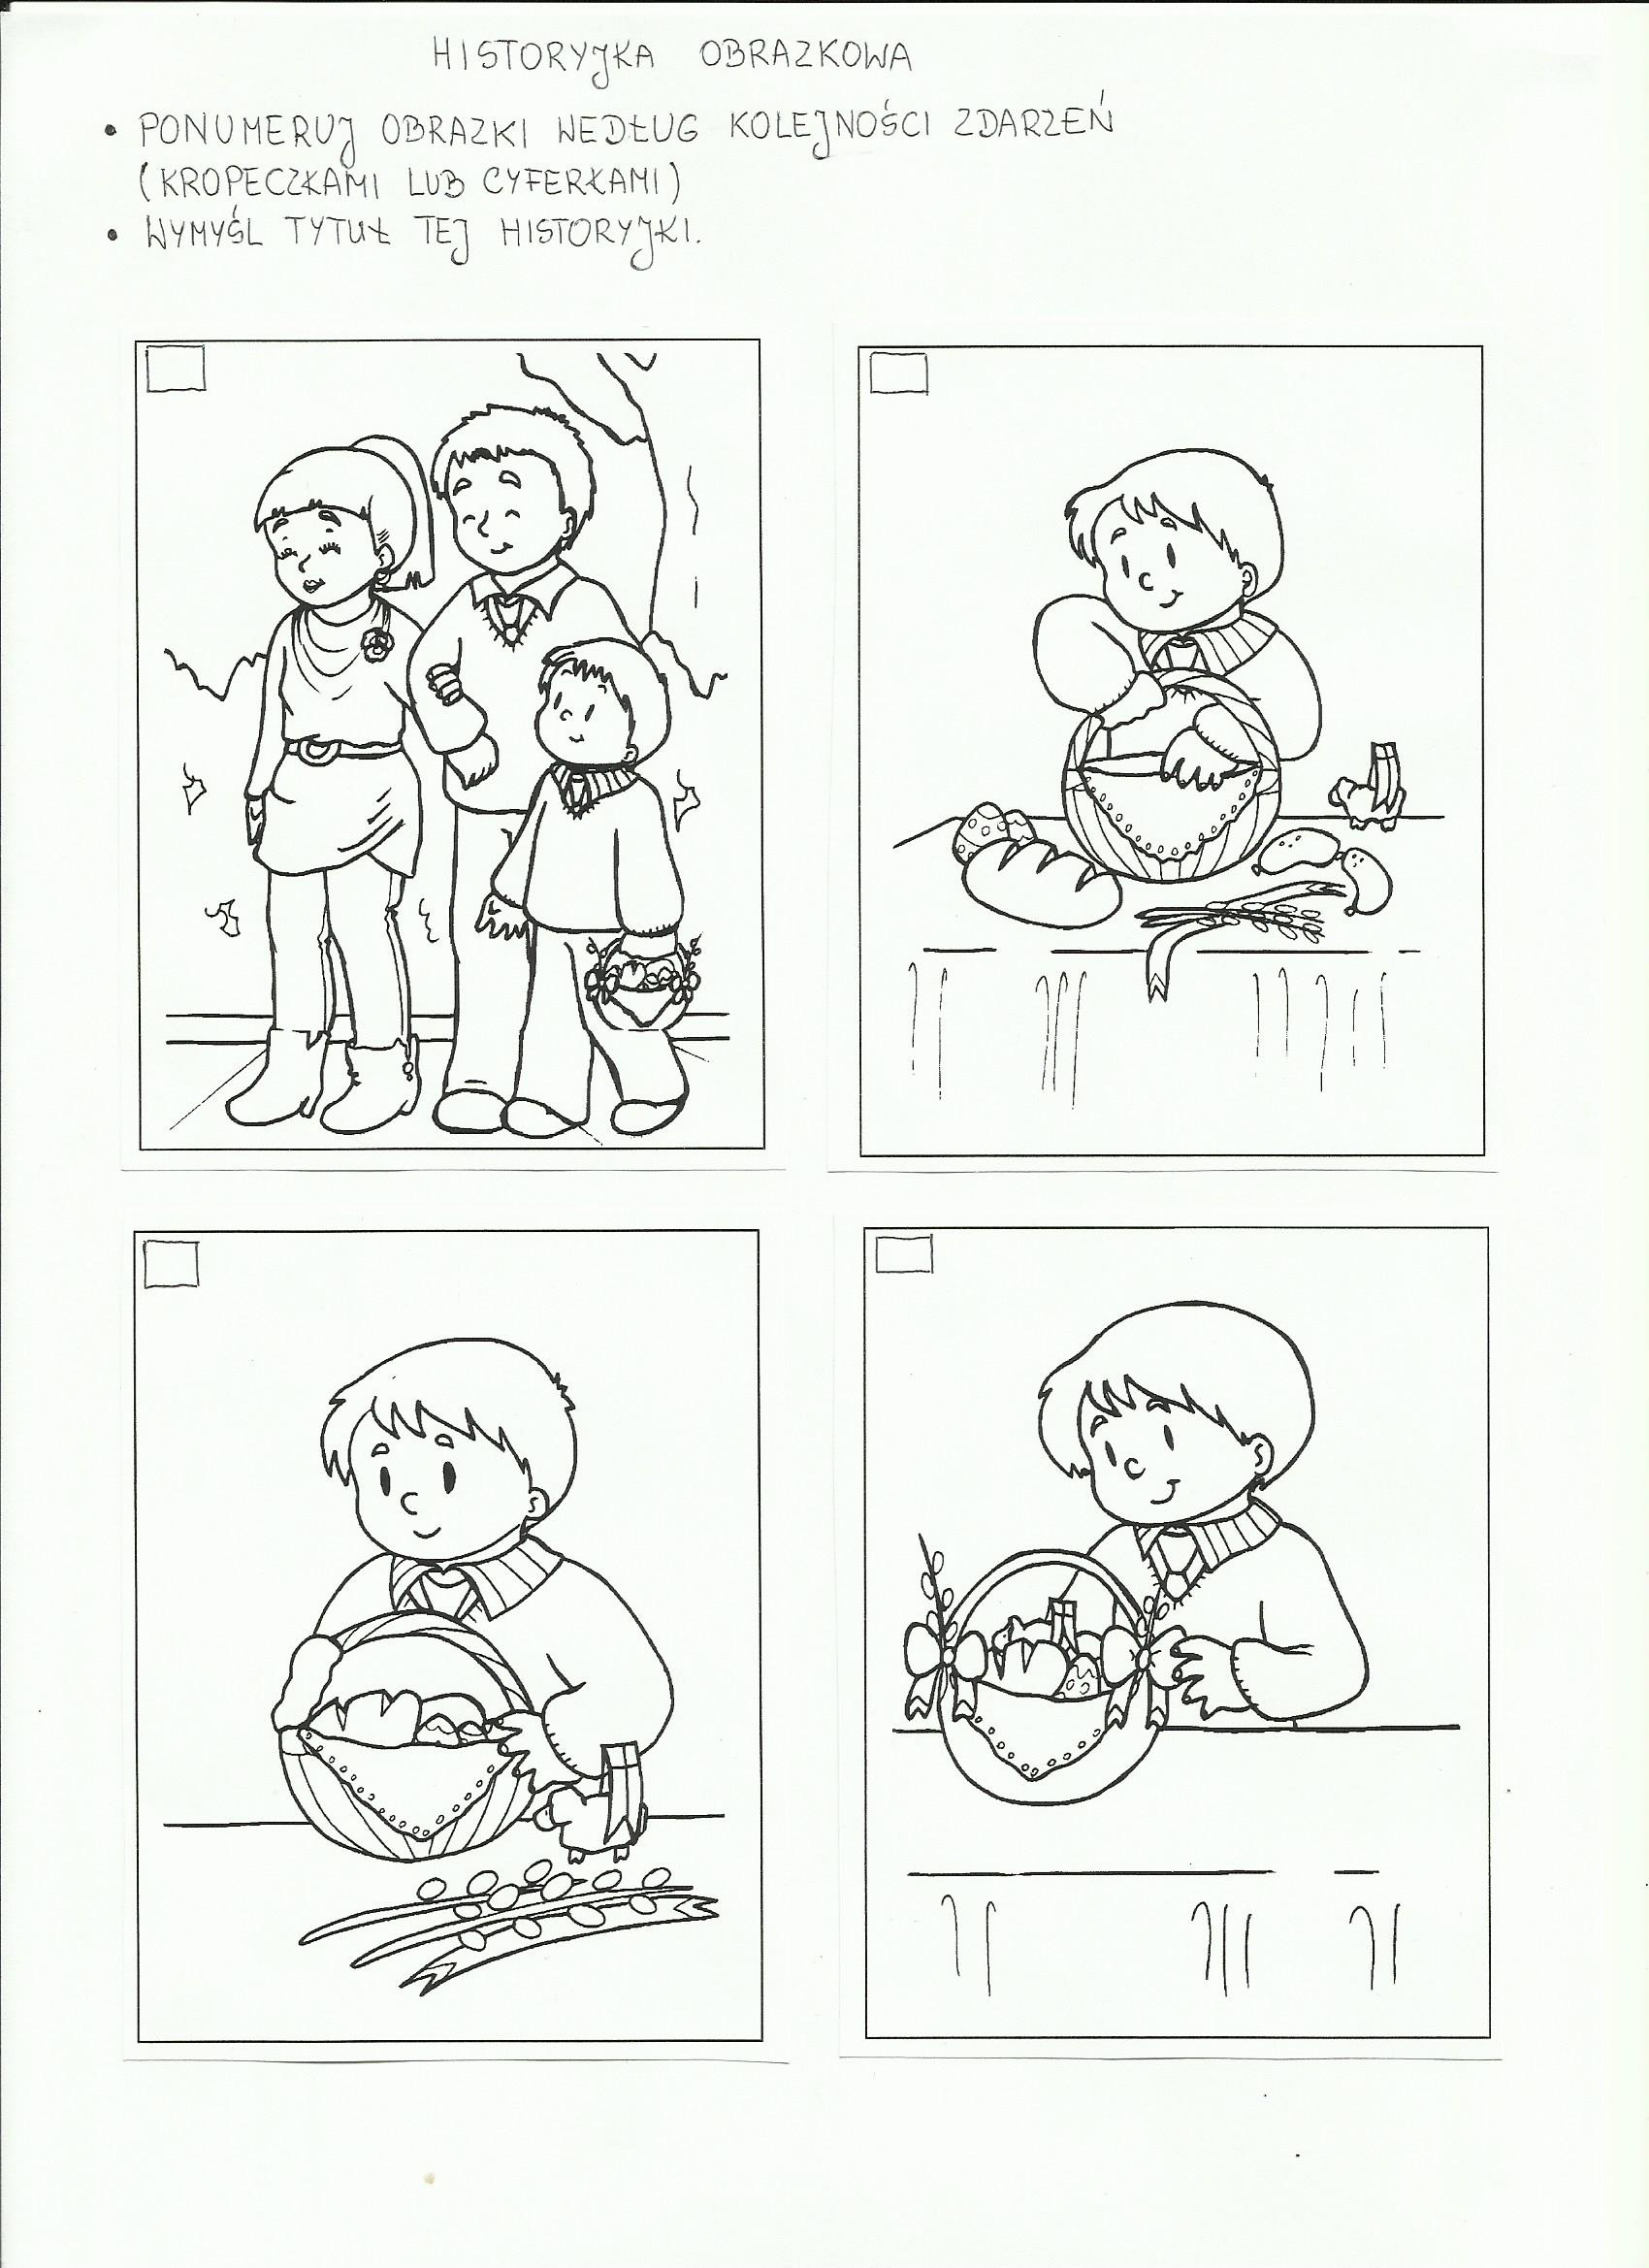 HISTORYJKA OBRAZKOWA
• PONUMERUJ OBRAZKI WEDŁUG KOLEJNOŚCI ZDARZEŃ
(KROPECZKAMI LUB CYFERKAMI)
• WYMYŚL TYTUŁ TEJ HISTORYJKI.